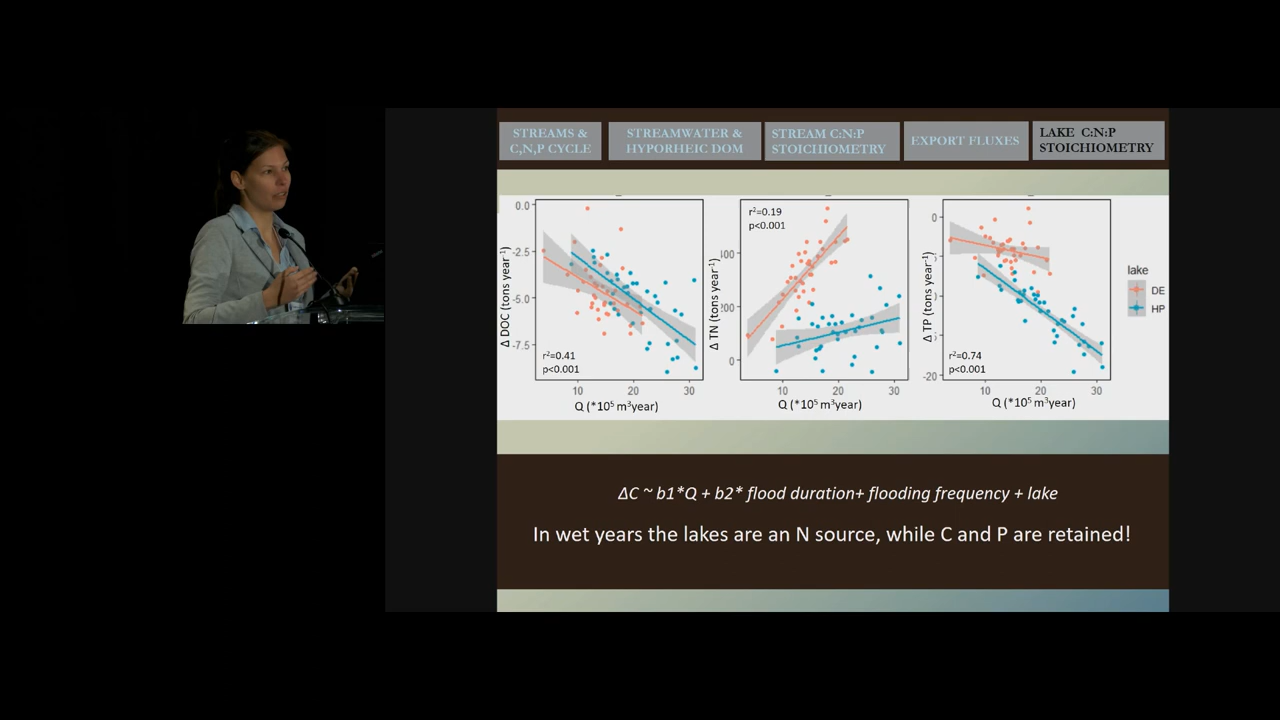 STREAMS &
C,N,P CYCLE
STREAMWATER &
HYPORHEIC DOM
STREAM C:N:P
STOICHIOMETRY
EXPORT FLUXES
LAKE C:N:P
STOICHIOMETRY
Δ DOC (tons year⁻¹)
0.0
-2.5
-5.0
-7.5
r²=0.41
p<0.001
10 20 30
Q (*10⁵ m³year)
Δ TN (tons year⁻¹)
r²=0.19
p<0.001
400
200
0
10 20 30
Q (*10⁵ m³year)
Δ TP (tons year⁻¹)
0
-20
r²=0.74
p<0.001
10 20 30
Q (*10⁵ m³year)
lake
DE
HP
ΔC ~ b1*Q + b2* flood duration+ flooding frequency + lake
In wet years the lakes are an N source, while C and P are retained!